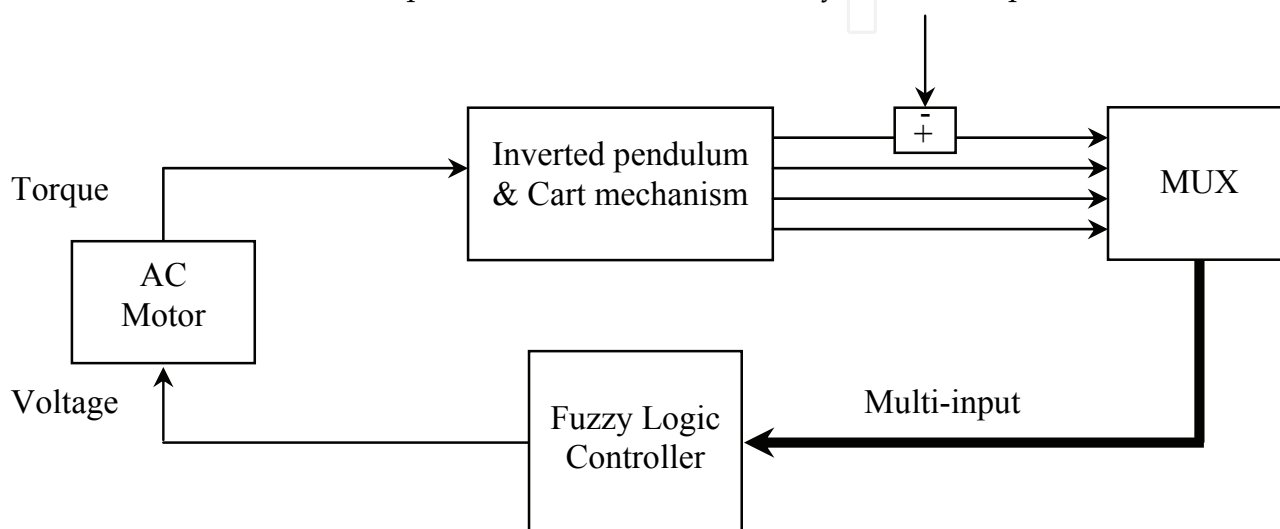 -
+
Inverted pendulum
& Cart mechanism
MUX
Torque
AC
Motor
Voltage
Multi-input
Fuzzy Logic
Controller